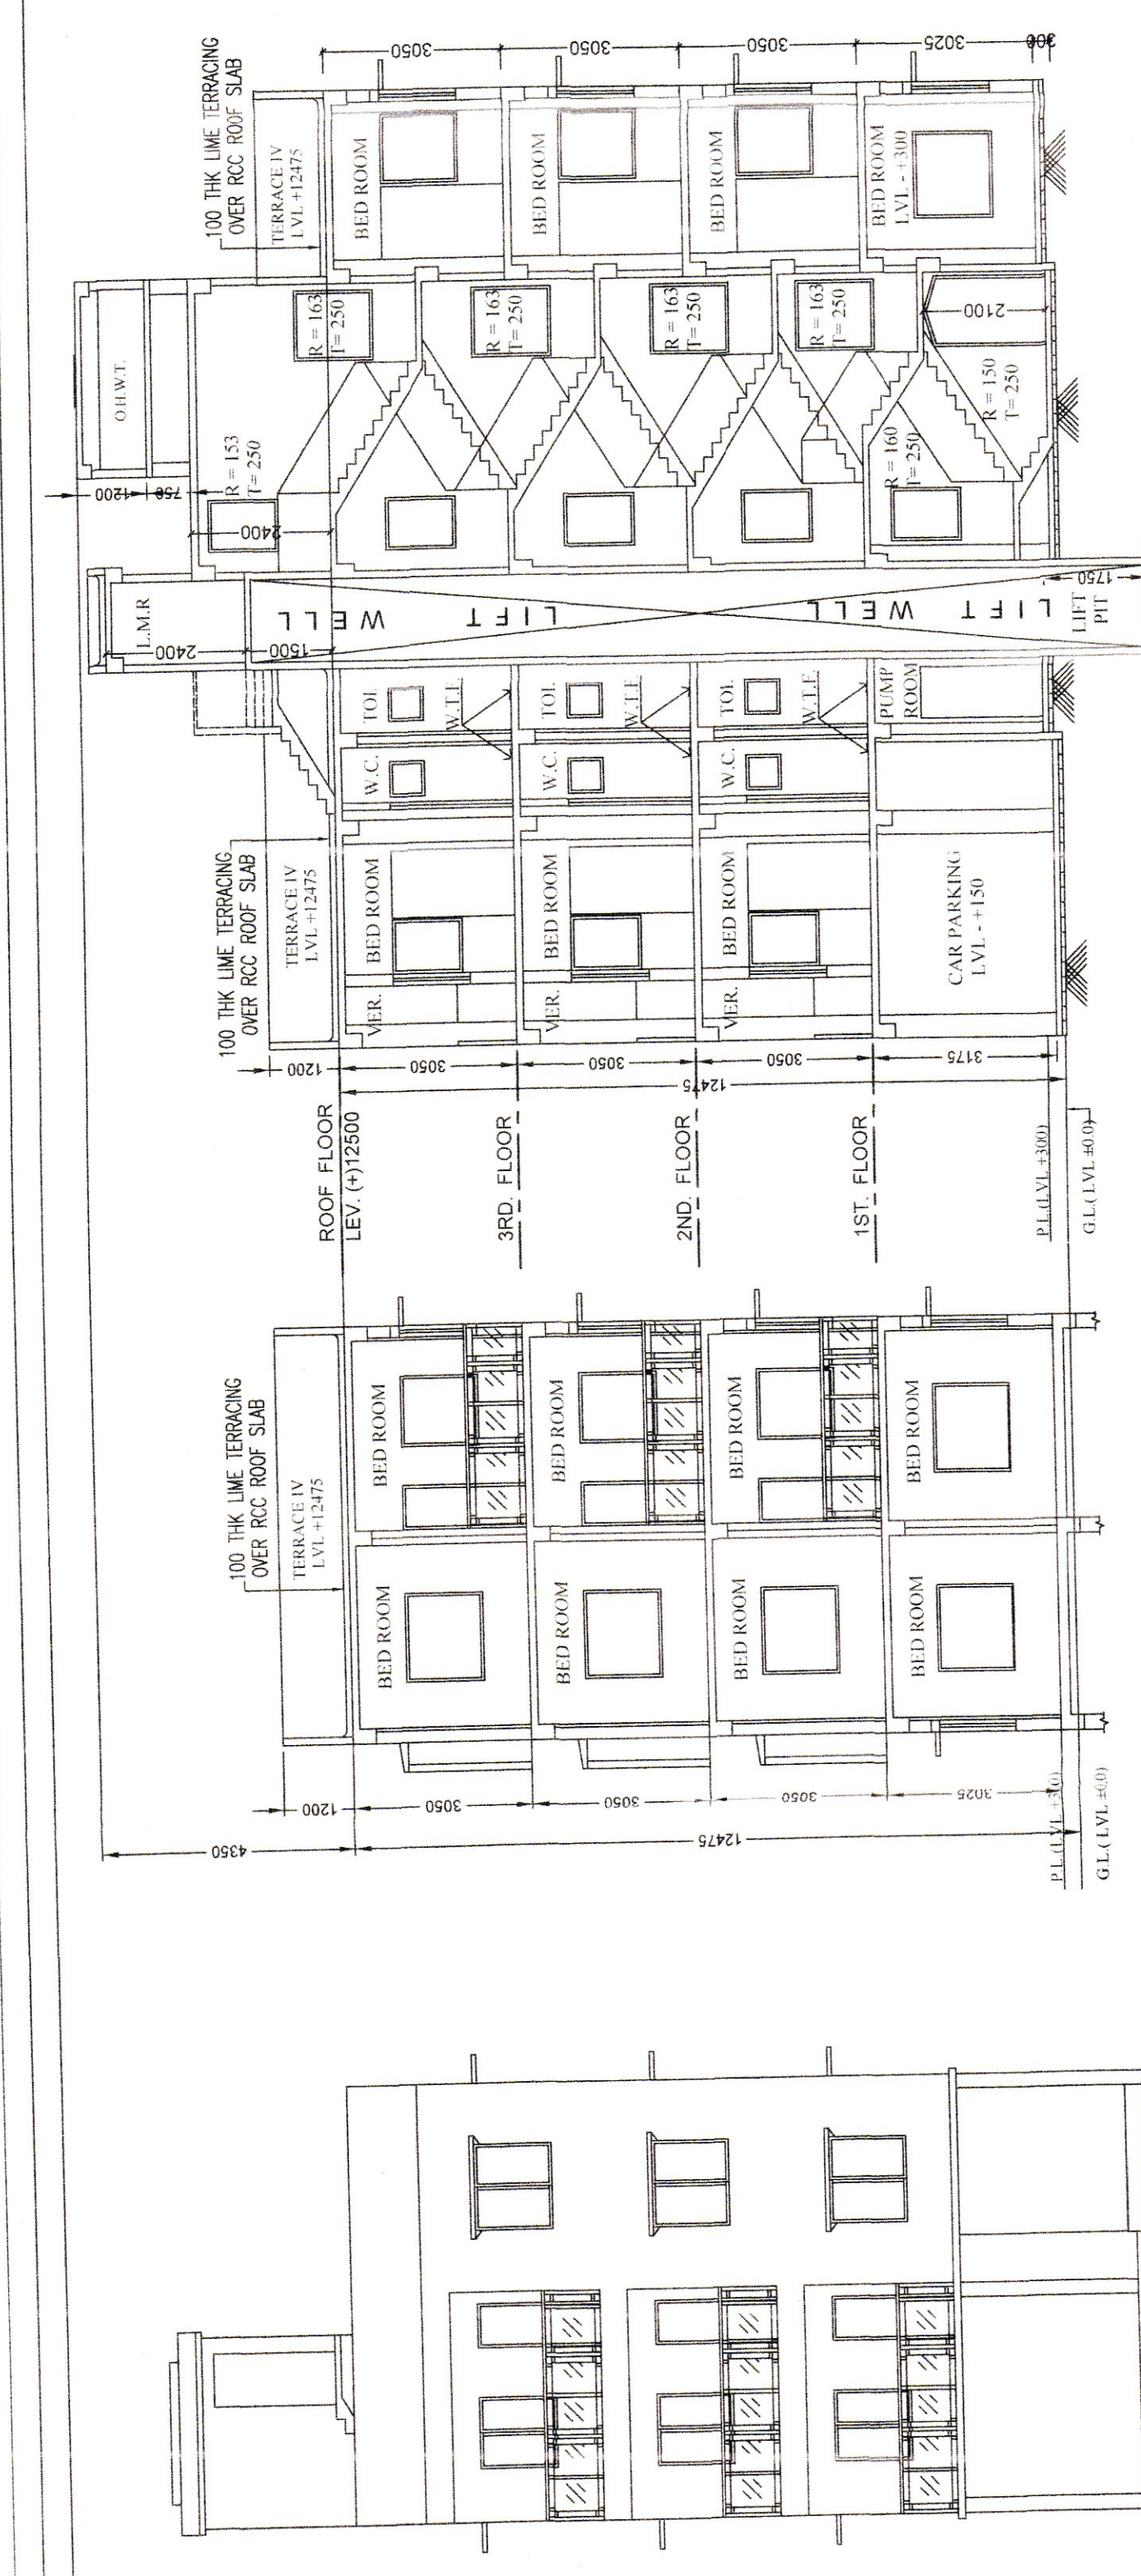 100 THK LIME TERRACING
OVER RCC ROOF SLAB
TERRACE IV
LVL +12475
BED ROOM
BED ROOM
BED ROOM
BED ROOM
BED ROOM
BED ROOM
BED ROOM
BED ROOM
4350
1200
3050
3050
3050
3025
12475
G.L.( LVL ±0.0)
ROOF FLOOR
LEV. (+)12500
3RD. FLOOR
2ND. FLOOR
1ST. FLOOR
P.L.(LVL +300)
G.L.( LVL ±0.0)
100 THK LIME TERRACING
OVER RCC ROOF SLAB
TERRACE IV
LVL +12475
1200
3050
3050
3050
3175
12475
VER.
BED ROOM
W.C.
TOI.
W.T.F.
VER.
BED ROOM
W.C.
TOI.
W.T.F.
VER.
BED ROOM
W.C.
TOI.
W.T.F.
CAR PARKING
LVL - +150
PUMP
ROOM
L.M.R
2400
1500
LIFT WELL
LIFT WELL
LIFT
PIT
1750
O.H.W.T.
1200
750
2400
R = 153
T= 250
R = 163
T= 250
R = 163
T= 250
R = 163
T= 250
R = 163
T= 250
R = 160
T= 250
R = 150
T= 250
2100
100 THK LIME TERRACING
OVER RCC ROOF SLAB
TERRACE IV
LVL +12475
BED ROOM
BED ROOM
BED ROOM
BED ROOM
LVL - +300
3050
3050
3050
3025
300